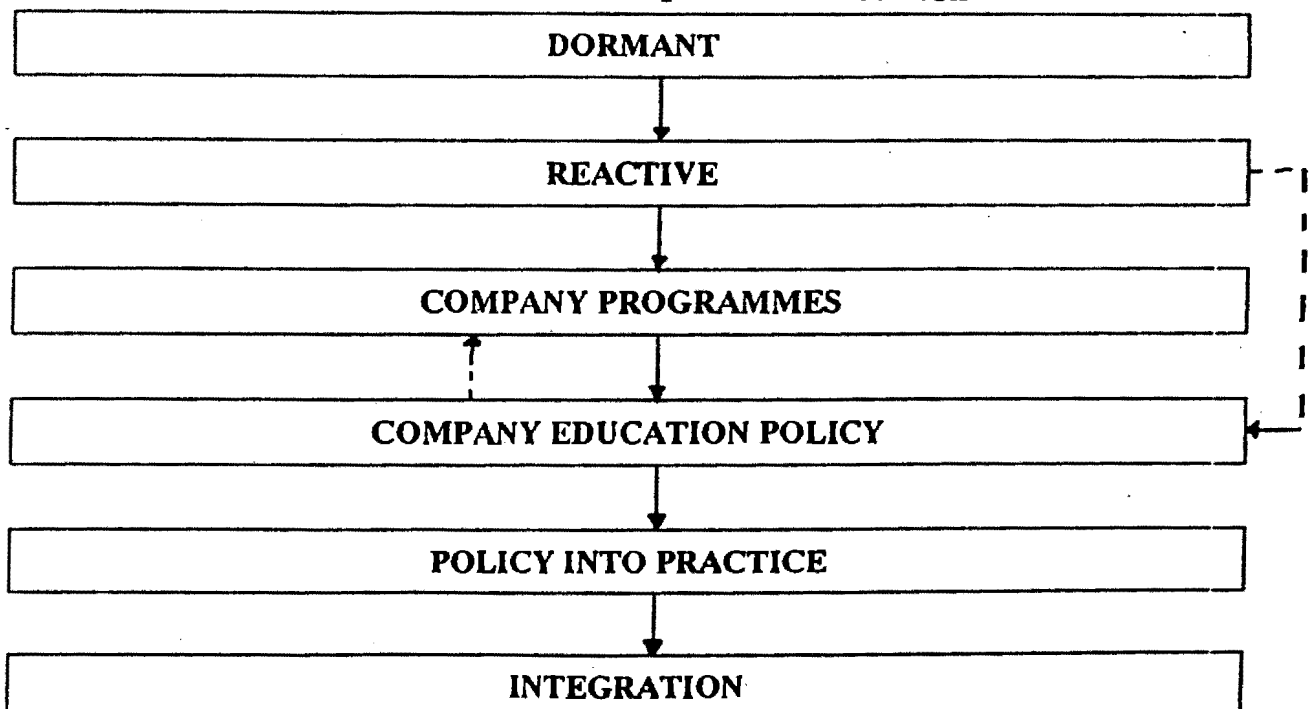 DORMANT
REACTIVE
COMPANY PROGRAMMES
COMPANY EDUCATION POLICY
POLICY INTO PRACTICE
INTEGRATION